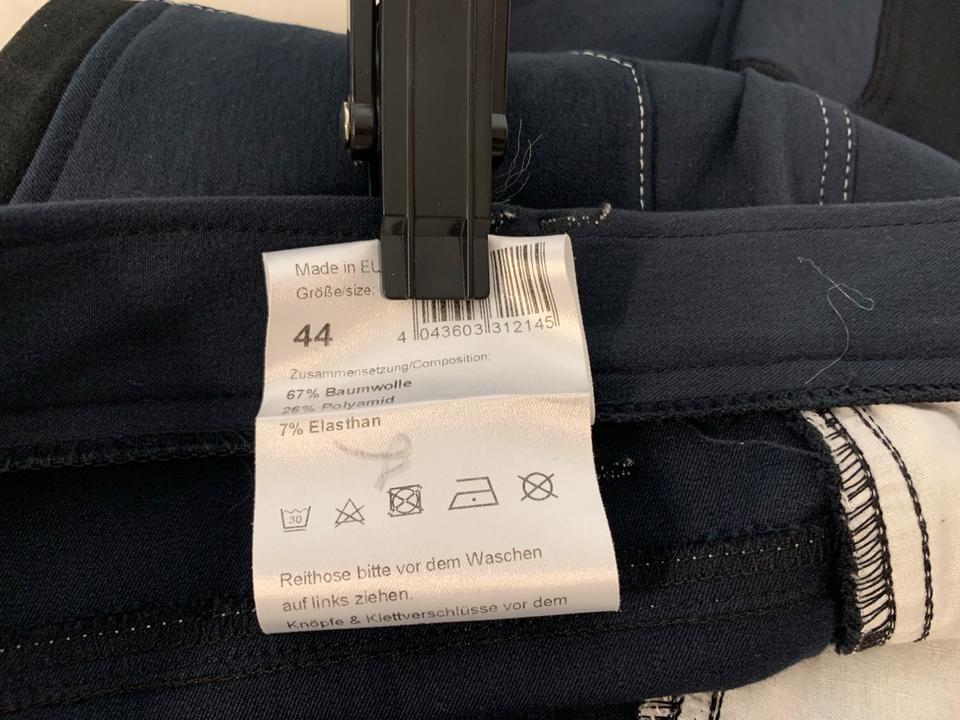 Made in EU
Größe/size:
44
4 043603 312145
Zusammensetzung/Composition:
67% Baumwolle
26% Polyamid
7% Elasthan
30
Reithose bitte vor dem Waschen
auf links ziehen.
Knöpfe & Klettverschlüsse vor dem